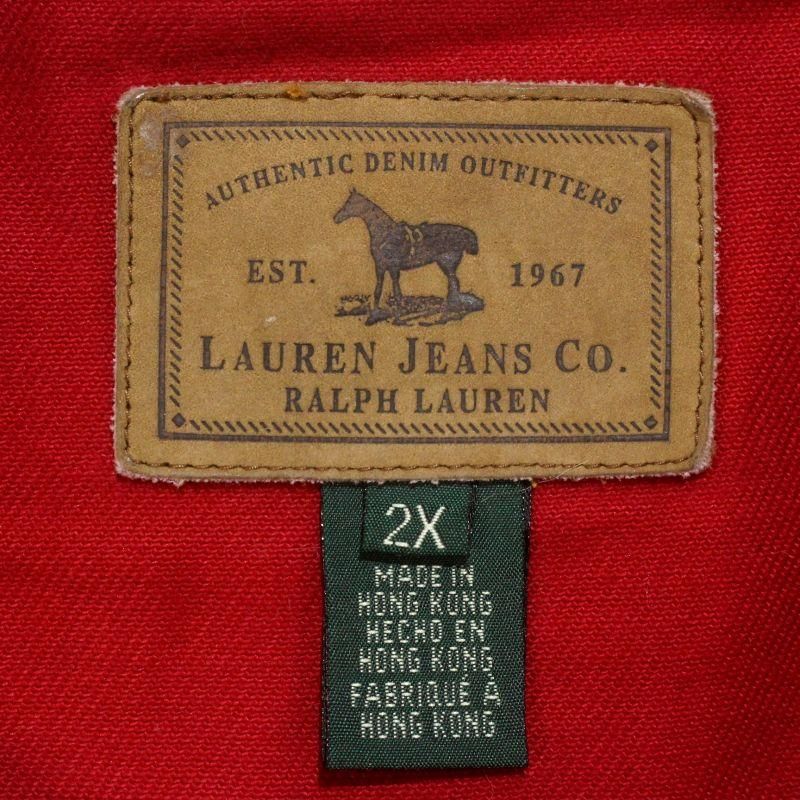 AUTHENTIC DENIM OUTFITTERS
EST. 1967
LAUREN JEANS CO.
RALPH LAUREN
2X
MADE IN
HONG KONG
HECHO EN
HONG KONG
FABRIQUÉ À
HONG KONG